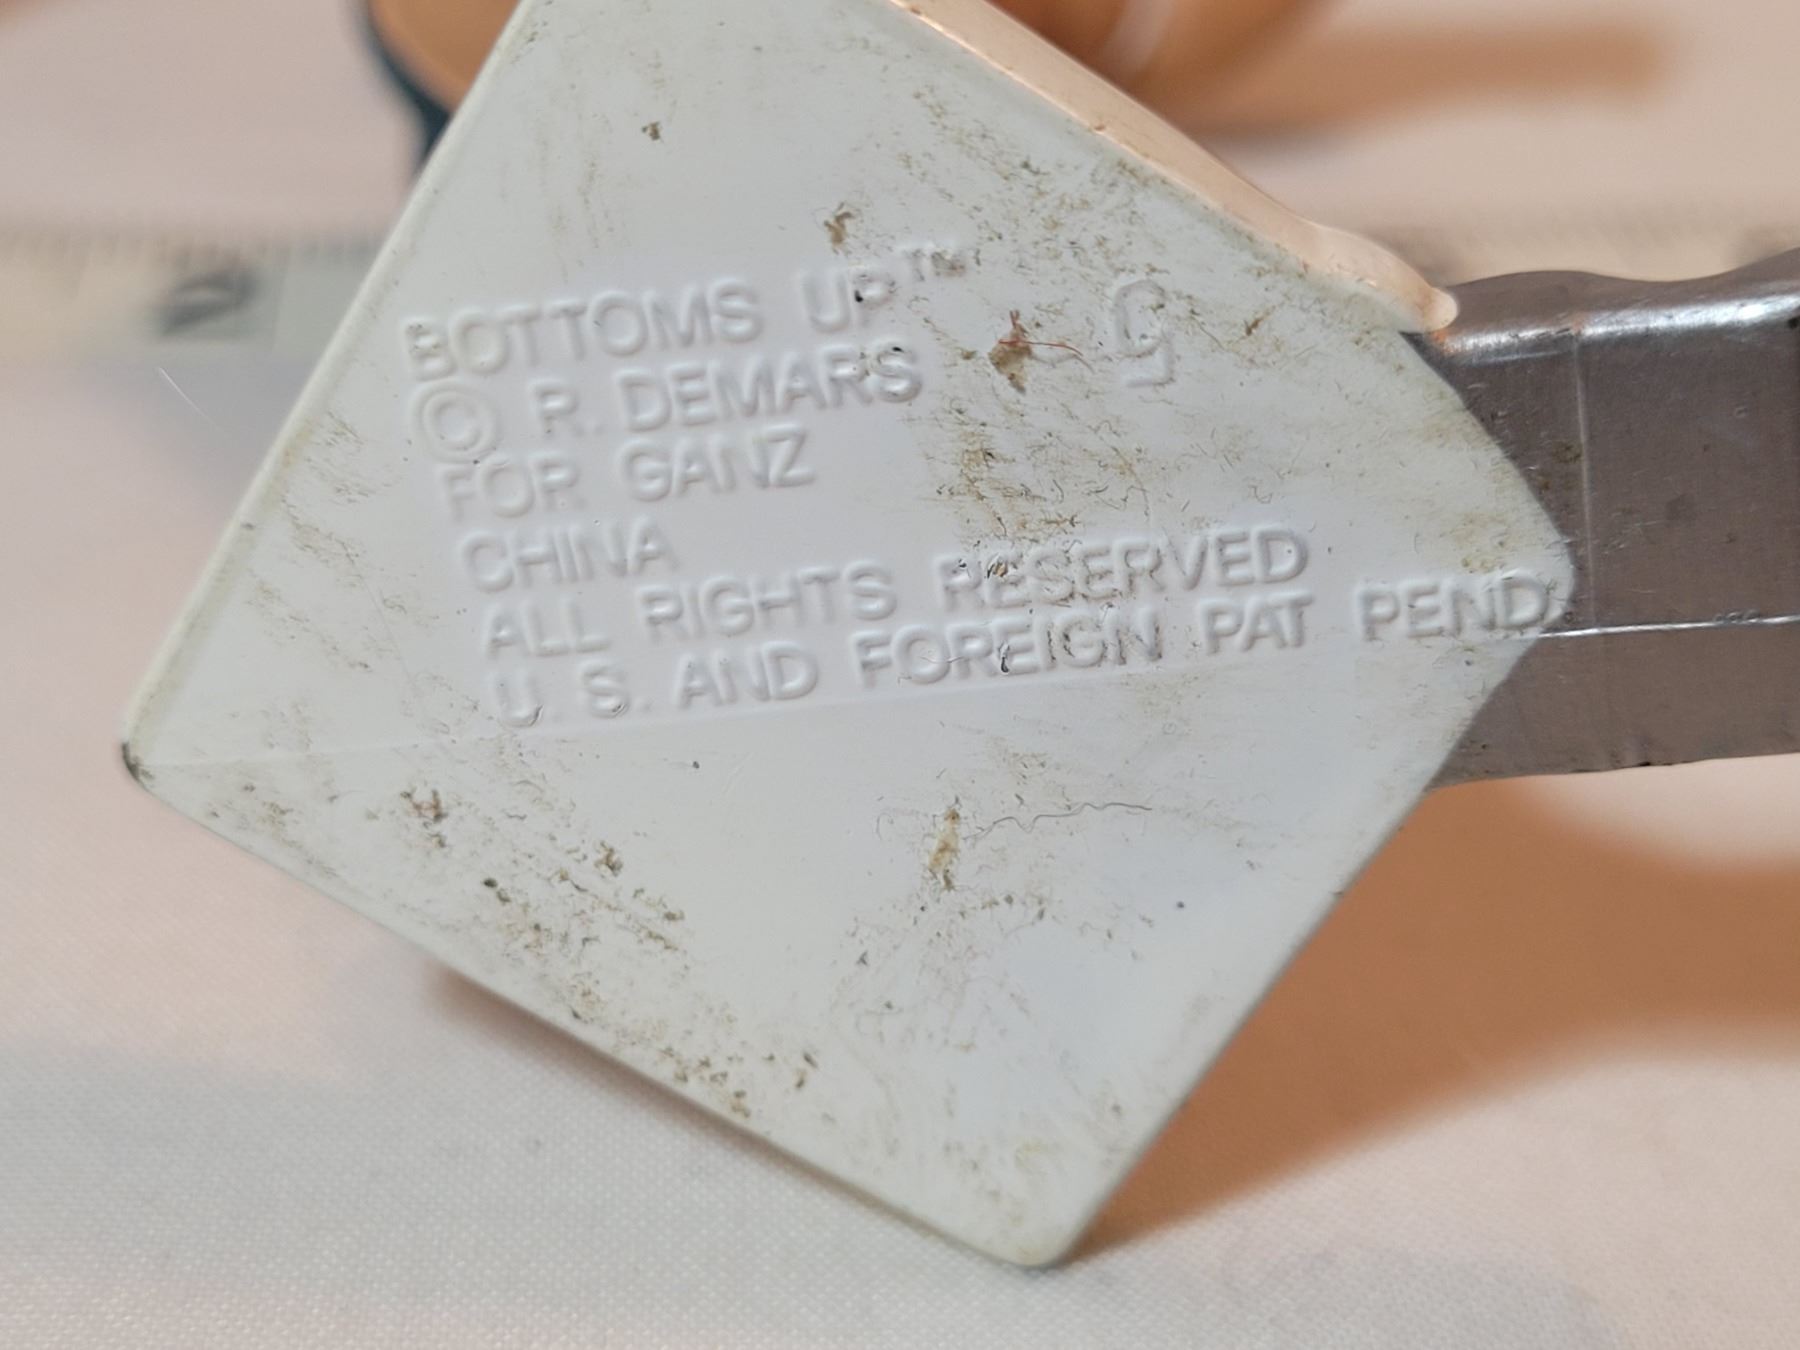 BOTTOMS UP™
© R. DEMARS
FOR GANZ
CHINA
ALL RIGHTS RESERVED
U. S. AND FOREIGN PAT PEND.